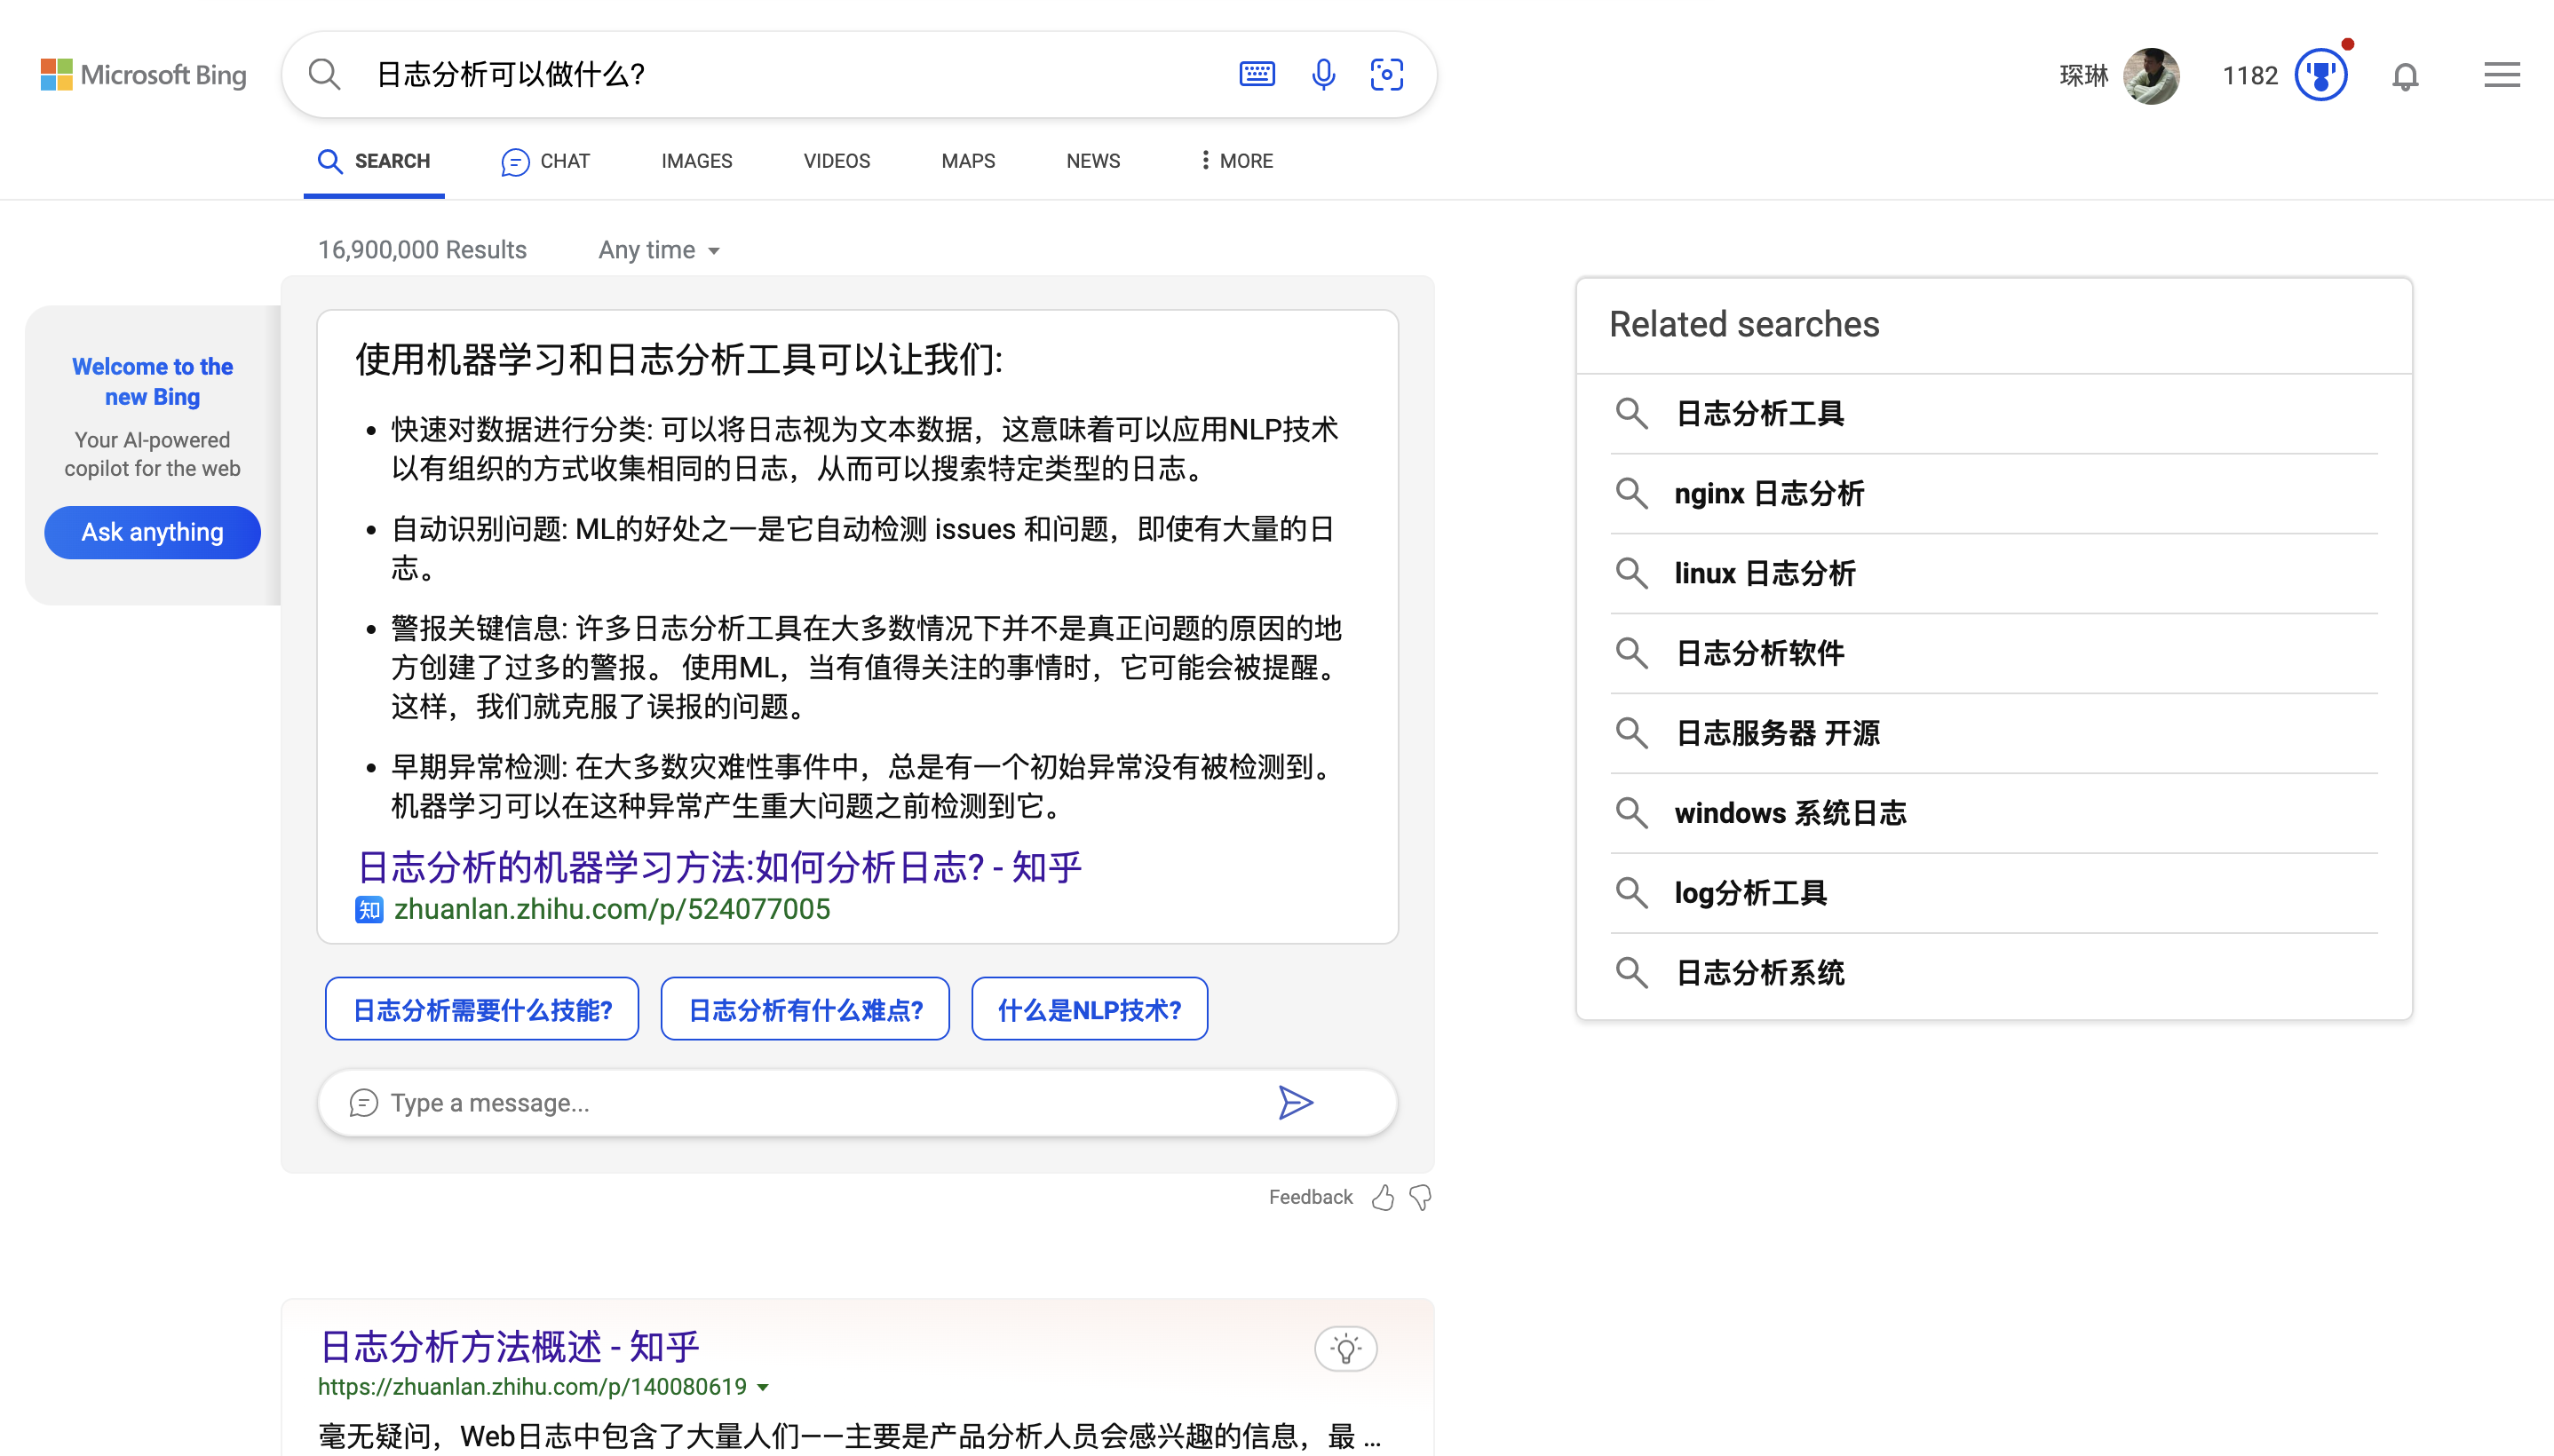 Microsoft Bing
日志分析可以做什么?
琛琳
1182
SEARCH
CHAT
IMAGES
VIDEOS
MAPS
NEWS
MORE
16,900,000 Results
Any time
Welcome to the
new Bing
Your AI-powered
copilot for the web
Ask anything
使用机器学习和日志分析工具可以让我们:
• 快速对数据进行分类: 可以将日志视为文本数据，这意味着可以应用NLP技术
以有组织的方式收集相同的日志，从而可以搜索特定类型的日志。
• 自动识别问题: ML的好处之一是它自动检测 issues 和问题，即使有大量的日
志。
• 警报关键信息: 许多日志分析工具在大多数情况下并不是真正问题的原因的地
方创建了过多的警报。 使用ML，当有值得关注的事情时，它可能会被提醒。
这样，我们就克服了误报的问题。
• 早期异常检测: 在大多数灾难性事件中，总是有一个初始异常没有被检测到。
机器学习可以在这种异常产生重大问题之前检测到它。
日志分析的机器学习方法:如何分析日志? - 知乎
知 zhuanlan.zhihu.com/p/524077005
日志分析需要什么技能?
日志分析有什么难点?
什么是NLP技术?
Type a message...
Feedback
日志分析方法概述 - 知乎
https://zhuanlan.zhihu.com/p/140080619
毫无疑问，Web日志中包含了大量人们——主要是产品分析人员会感兴趣的信息，最 ...
Related searches
日志分析工具
nginx 日志分析
linux 日志分析
日志分析软件
日志服务器 开源
windows 系统日志
log分析工具
日志分析系统